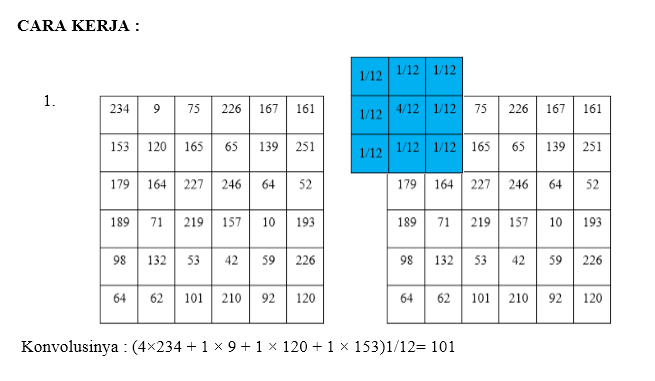 CARA KERJA :
1/12 1/12 1/12
1.
234 9 75 226 167 161 1/12 4/12 1/12 75 226 167 161
153 120 165 65 139 251 1/12 1/12 1/12 165 65 139 251
179 164 227 246 64 52 179 164 227 246 64 52
189 71 219 157 10 193 189 71 219 157 10 193
98 132 53 42 59 226 98 132 53 42 59 226
64 62 101 210 92 120 64 62 101 210 92 120
Konvolusinya : (4×234 + 1 × 9 + 1 × 120 + 1 × 153)1/12= 101